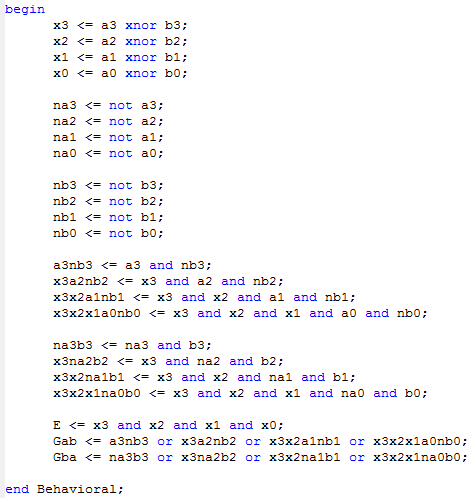 begin
x3 <= a3 xnor b3;
x2 <= a2 xnor b2;
x1 <= a1 xnor b1;
x0 <= a0 xnor b0;
na3 <= not a3;
na2 <= not a2;
na1 <= not a1;
na0 <= not a0;
nb3 <= not b3;
nb2 <= not b2;
nb1 <= not b1;
nb0 <= not b0;
a3nb3 <= a3 and nb3;
x3a2nb2 <= x3 and a2 and nb2;
x3x2a1nb1 <= x3 and x2 and a1 and nb1;
x3x2x1a0nb0 <= x3 and x2 and x1 and a0 and nb0;
na3b3 <= na3 and b3;
x3na2b2 <= x3 and na2 and b2;
x3x2na1b1 <= x3 and x2 and na1 and b1;
x3x2x1na0b0 <= x3 and x2 and x1 and na0 and b0;
E <= x3 and x2 and x1 and x0;
Gab <= a3nb3 or x3a2nb2 or x3x2a1nb1 or x3x2x1a0nb0;
Gba <= na3b3 or x3na2b2 or x3x2na1b1 or x3x2x1na0b0;
end Behavioral;